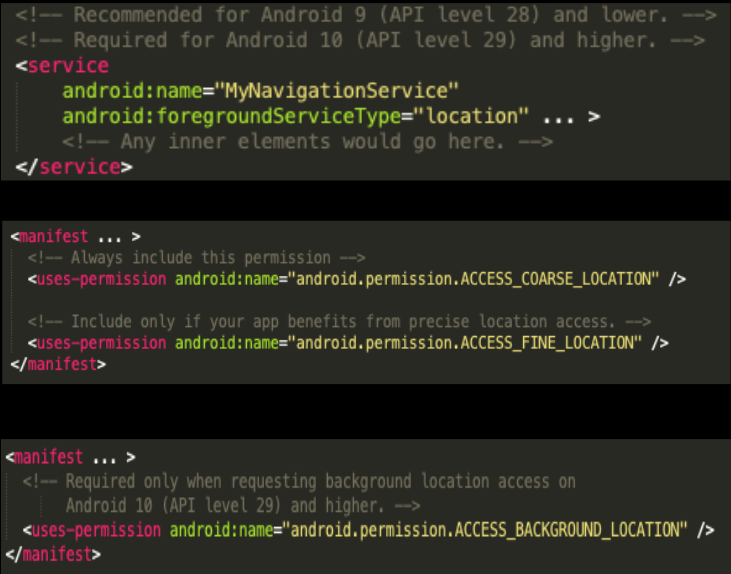 <!-- Recommended for Android 9 (API level 28) and lower. -->
<!-- Required for Android 10 (API level 29) and higher. -->
<service
android:name="MyNavigationService"
android:foregroundServiceType="location" ... >
<!-- Any inner elements would go here. -->
</service>
<manifest ... >
<!-- Always include this permission -->
<uses-permission android:name="android.permission.ACCESS_COARSE_LOCATION" />
<!-- Include only if your app benefits from precise location access. -->
<uses-permission android:name="android.permission.ACCESS_FINE_LOCATION" />
</manifest>
<manifest ... >
<!-- Required only when requesting background location access on
Android 10 (API level 29) and higher. -->
<uses-permission android:name="android.permission.ACCESS_BACKGROUND_LOCATION" />
</manifest>